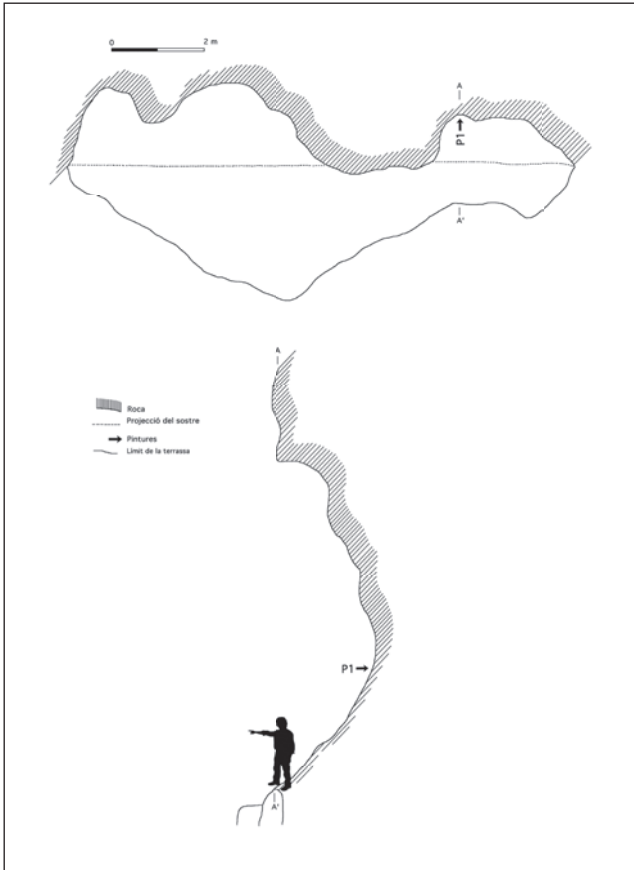 0 2 m
A
P1
A'
A
Roca
Projecció del sostre
Pintures
Límit de la terrassa
P1
A'